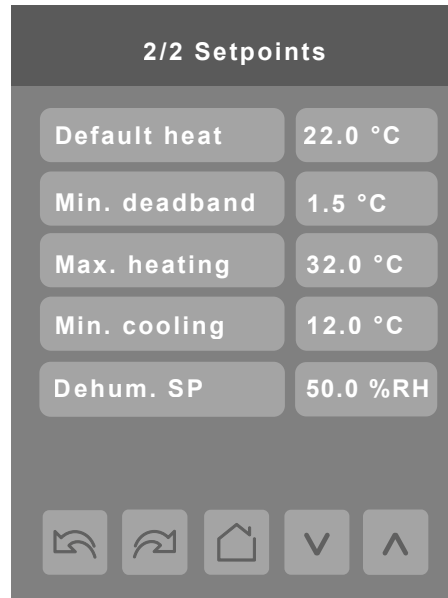 2/2 Setpoints
Default heat 22.0 °C
Min. deadband 1.5 °C
Max. heating 32.0 °C
Min. cooling 12.0 °C
Dehum. SP 50.0 %RH